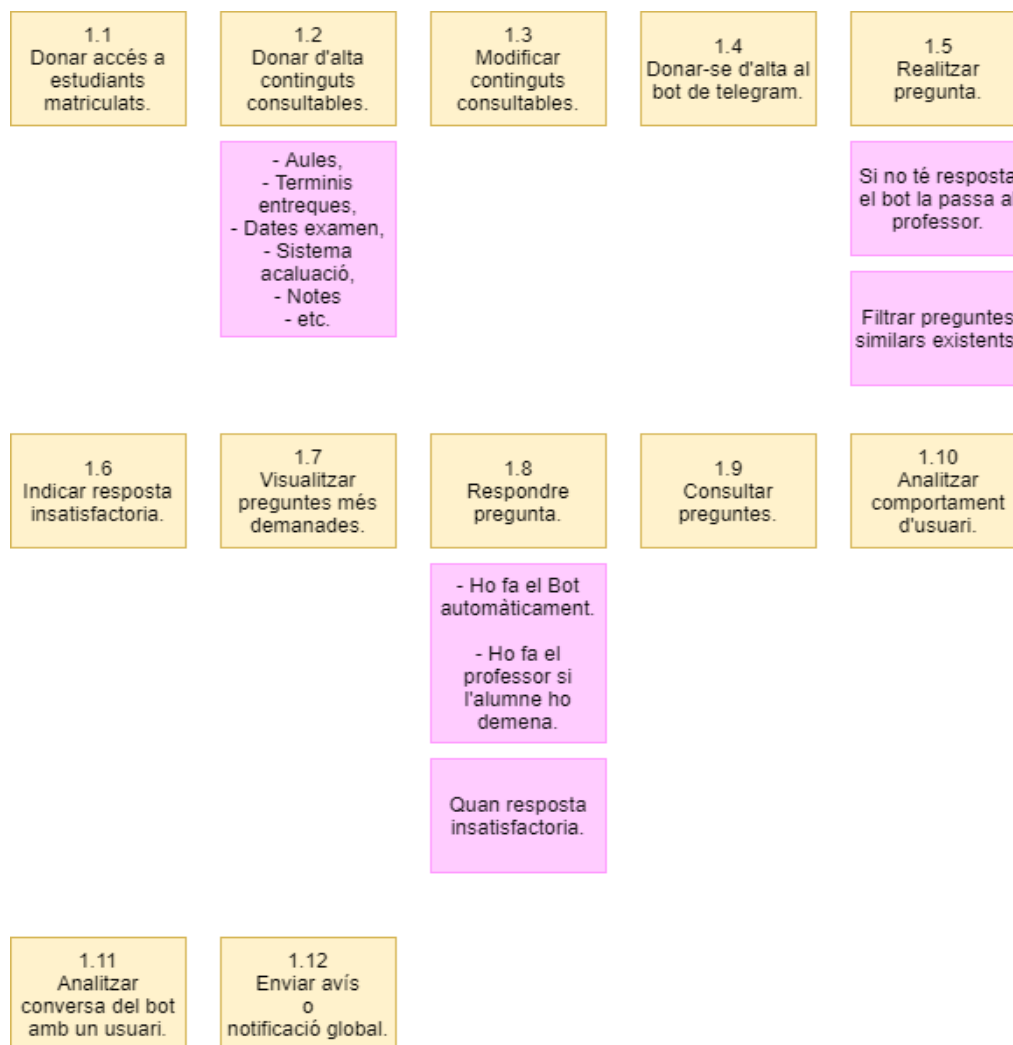 1.1
Donar accés a
estudiants
matriculats.
1.2
Donar d'alta
continguts
consultables.
1.3
Modificar
continguts
consultables.
1.4
Donar-se d'alta al
bot de telegram.
1.5
Realitzar
pregunta.
- Aules,
- Terminis
entreques,
- Dates examen,
- Sistema
acaluació,
- Notes
- etc.
Si no té resposta
el bot la passa al
professor.
Filtrar preguntes
similars existents
1.6
Indicar resposta
insatisfactoria.
1.7
Visualitzar
preguntes més
demanades.
1.8
Respondre
pregunta.
1.9
Consultar
preguntes.
1.10
Analitzar
comportament
d'usuari.
- Ho fa el Bot
automàticament.
- Ho fa el
professor si
l'alumne ho
demena.
Quan resposta
insatisfactoria.
1.11
Analitzar
conversa del bot
amb un usuari.
1.12
Enviar avís
o
notificació global.